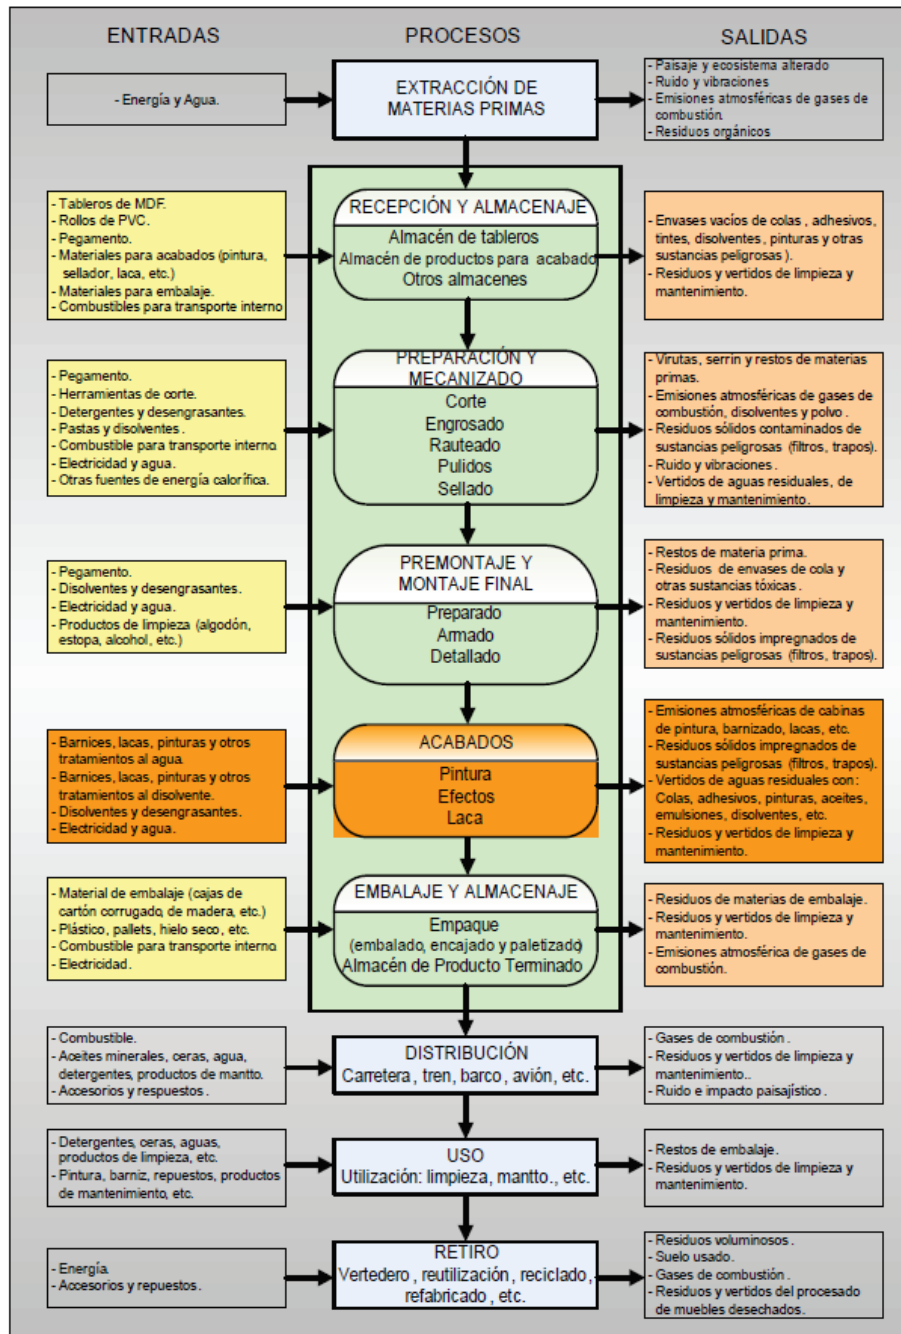 ENTRADAS
PROCESOS
SALIDAS
- Energía y Agua.
EXTRACCIÓN DE
MATERIAS PRIMAS
- Paisaje y ecosistema alterado
- Ruido y vibraciones
- Emisiones atmosféricas de gases de
combustión.
- Residuos orgánicos
- Tableros de MDF.
- Rollos de PVC.
- Pegamento.
- Materiales para acabados (pintura,
sellador, laca, etc.)
- Materiales para embalaje.
- Combustibles para transporte interno
RECEPCIÓN Y ALMACENAJE
Almacén de tableros
Almacén de productos para acabado
Otros almacenes
- Envases vacíos de colas , adhesivos,
tintes, disolventes , pinturas y otras
sustancias peligrosas ).
- Residuos y vertidos de limpieza y
mantenimiento.
- Pegamento.
- Herramientas de corte.
- Detergentes y desengrasantes.
- Pastas y disolventes .
- Combustible para transporte interno.
- Electricidad y agua.
- Otras fuentes de energía calorífica.
PREPARACIÓN Y
MECANIZADO
Corte
Engrosado
Rauteado
Pulidos
Sellado
- Virutas, serrín y restos de materias
primas.
- Emisiones atmosféricas de gases de
combustión, disolventes y polvo .
- Residuos sólidos contaminados de
sustancias peligrosas (filtros, trapos).
- Ruido y vibraciones .
- Vertidos de aguas residuales, de
limpieza y mantenimiento.
- Pegamento.
- Disolventes y desengrasantes.
- Electricidad y agua.
- Productos de limpieza (algodón,
estopa, alcohol, etc.)
PREMONTAJE Y
MONTAJE FINAL
Preparado
Armado
Detallado
- Restos de materia prima.
- Residuos de envases de cola y
otras sustancias tóxicas .
- Residuos y vertidos de limpieza y
mantenimiento.
- Residuos sólidos impregnados de
sustancias peligrosas (filtros, trapos).
- Barnices, lacas, pinturas y otros
tratamientos al agua.
- Barnices, lacas, pinturas y otros
tratamientos al disolvente.
- Disolventes y desengrasantes.
- Electricidad y agua.
ACABADOS
Pintura
Efectos
Laca
- Emisiones atmosféricas de cabinas
de pintura, barnizado, lacas, etc.
- Residuos sólidos impregnados de
sustancias peligrosas (filtros, trapos).
- Vertidos de aguas residuales con:
Colas, adhesivos, pinturas, aceites,
emulsiones, disolventes, etc.
- Residuos y vertidos de limpieza y
mantenimiento.
- Material de embalaje (cajas de
cartón corrugado, de madera, etc.)
- Plástico, pallets, hielo seco, etc.
- Combustible para transporte interno.
- Electricidad.
EMBALAJE Y ALMACENAJE
Empaque
(embalado, encajado y paletizado)
Almacén de Producto Terminado
- Residuos de materias de embalaje.
- Residuos y vertidos de limpieza y
mantenimiento.
- Emisiones atmosférica de gases de
combustión.
- Combustible.
- Aceites minerales, ceras, agua,
detergentes, productos de mantto.
- Accesorios y respuestos .
DISTRIBUCIÓN
Carretera , tren, barco, avión, etc.
- Gases de combustión .
- Residuos y vertidos de limpieza y
mantenimiento..
- Ruido e impacto paisajístico .
- Detergentes, ceras, aguas,
productos de limpieza, etc.
- Pintura, barniz, repuestos, productos
de mantenimiento, etc.
USO
Utilización: limpieza, mantto., etc.
- Restos de embalaje.
- Residuos y vertidos de limpieza y
mantenimiento.
- Energía.
- Accesorios y repuestos.
RETIRO
Vertedero , reutilización, reciclado ,
refabricado , etc.
- Residuos voluminosos .
- Suelo usado.
- Gases de combustión .
- Residuos y vertidos del procesado
de muebles desechados.